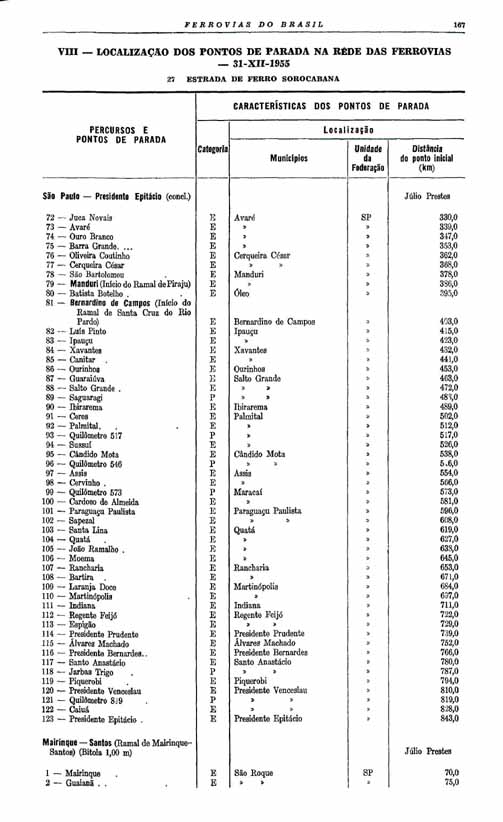 FERROVIAS DO BRASIL 167
VIII — LOCALIZAÇÃO DOS PONTOS DE PARADA NA RÊDE DAS FERROVIAS
— 31-XII-1955
27 ESTRADA DE FERRO SOROCABANA
PERCURSOS E PONTOS DE PARADA
CARACTERÍSTICAS DOS PONTOS DE PARADA
Categoria
Localização
Municípios
Unidade da Federação
Distância do ponto inicial (km)
São Paulo — Presidente Epitácio (concl.) Júlio Prestes
72 — Juca Novais E Avaré SP 330,0
73 — Avaré E » » 339,0
74 — Ouro Branco E » » 347,0
75 — Barra Grande. ... E » » 353,0
76 — Oliveira Coutinho E Cerqueira César » 362,0
77 — Cerqueira César E » » » 368,0
78 — São Bartolomeu E Manduri » 378,0
79 — Manduri (Início do Ramal de Piraju) E » » 386,0
80 — Batista Botelho . E Óleo » 395,0
81 — Bernardino de Campos (Início do
Ramal de Santa Cruz do Rio
Pardo) E Bernardino de Campos » 403,0
82 — Luís Pinto E Ipauçu » 415,0
83 — Ipauçu E » » 423,0
84 — Xavantes E Xavantes » 432,0
85 — Canitar . E » » 441,0
86 — Ourinhos E Ourinhos » 453,0
87 — Guaraiúva E Salto Grande » 463,0
88 — Salto Grande . E » » » 472,0
89 — Saguaragi P » » »
90 — Ibirarema E Ibirarema » 489,0
91 — Ceres E Palmital » 502,0
92 — Palmital. . E » » 512,0
93 — Quilômetro 517 P » » 517,0
94 — Sussuí E » » 526,0
95 — Cândido Mota E Cândido Mota » 538,0
96 — Quilômetro 546 P » » »
97 — Assis E Assis » 554,0
98 — Cervinho . E » » 566,0
99 — Quilômetro 573 P Maracaí » 573,0
100 — Cardoso de Almeida E » » 581,0
101 — Paraguaçu Paulista E Paraguaçu Paulista » 596,0
102 — Sapezal E » » » 608,0
103 — Santa Lina E Quatá » 619,0
104 — Quatá . E » » 627,0
105 — João Ramalho . E » » 638,0
106 — Moema E » » 645,0
107 — Rancharia E Rancharia » 653,0
108 — Bartira . E » » 671,0
109 — Laranja Doce E Martinópolis » 684,0
110 — Martinópolis . E » »
111 — Indiana E Indiana » 711,0
112 — Regente Feijó E Regente Feijó » 722,0
113 — Espigão E » » » 729,0
114 — Presidente Prudente E Presidente Prudente » 739,0
115 — Álvares Machado E Álvares Machado » 752,0
116 — Presidente Bernardes.. E Presidente Bernardes » 766,0
117 — Santo Anastácio E Santo Anastácio » 780,0
118 — Jarbas Trigo . P » » » 787,0
119 — Piquerobi . E Piquerobi » 794,0
120 — Presidente Venceslau E Presidente Venceslau » 810,0
121 — Quilômetro 819 . P » » » 819,0
122 — Caiuá E » » » 828,0
123 — Presidente Epitácio . E Presidente Epitácio » 843,0
Mairinque — Santos (Ramal de Mairinque-
Santos) (Bitola 1,00 m) Júlio Prestes
1 — Mairinque . E São Roque SP 70,0
2 — Guaianã . . E » » » 75,0